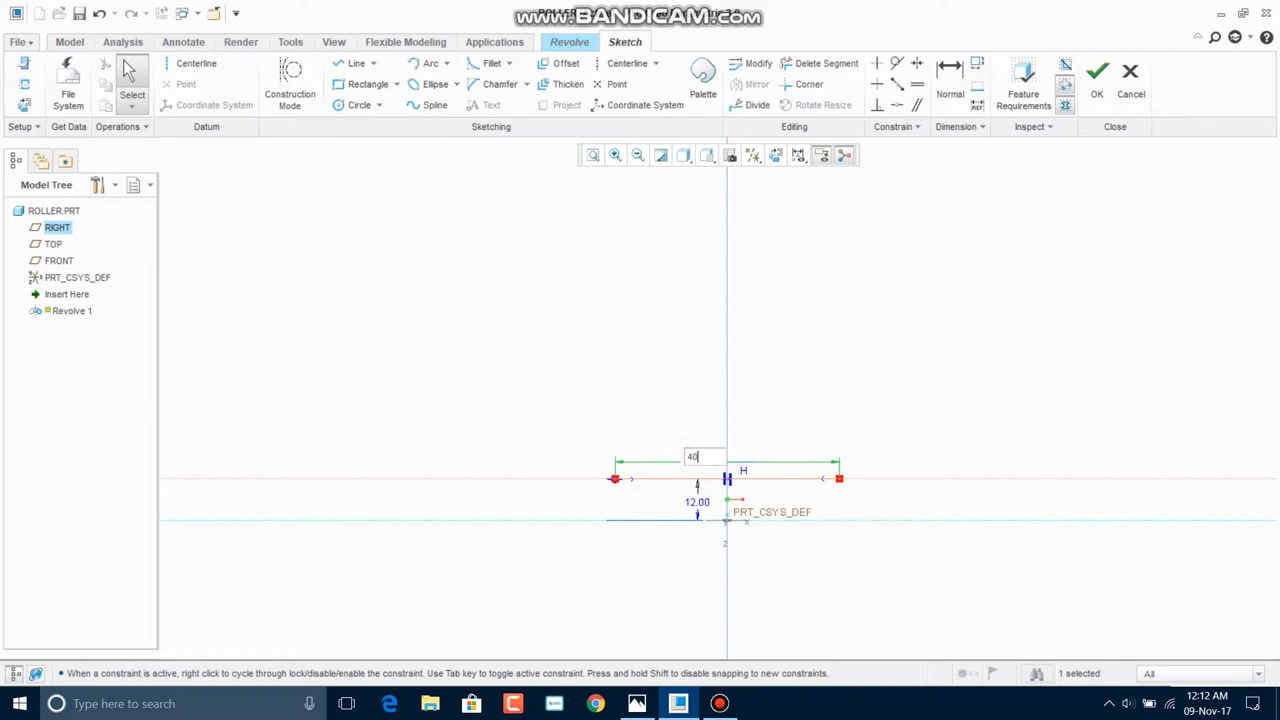 ROLLER
www.BANDICAM.com
File
Model
Analysis
Annotate
Render
Tools
View
Flexible Modeling
Applications
Revolve
Sketch
Centerline
Line
Arc
Fillet
Offset
Centerline
Modify
Delete Segment
Point
Rectangle
Ellipse
Chamfer
Thicken
Point
Mirror
Corner
File System
Select
Construction Mode
Palette
Normal
Feature Requirements
OK
Cancel
Coordinate System
Circle
Spline
Text
Project
Coordinate System
Divide
Rotate Resize
REF
Setup
Get Data
Operations
Datum
Sketching
Editing
Constrain
Dimension
Inspect
Close
Model Tree
ROLLER.PRT
RIGHT
TOP
FRONT
PRT_CSYS_DEF
Insert Here
Revolve 1
40
H
12.00
PRT_CSYS_DEF
X
Z
When a constraint is active, right click to cycle through lock/disable/enable the constraint. Use Tab key to toggle active constraint. Press and hold Shift to disable snapping to new constraints.
1 selected
All
Type here to search
12:12 AM
09-Nov-17